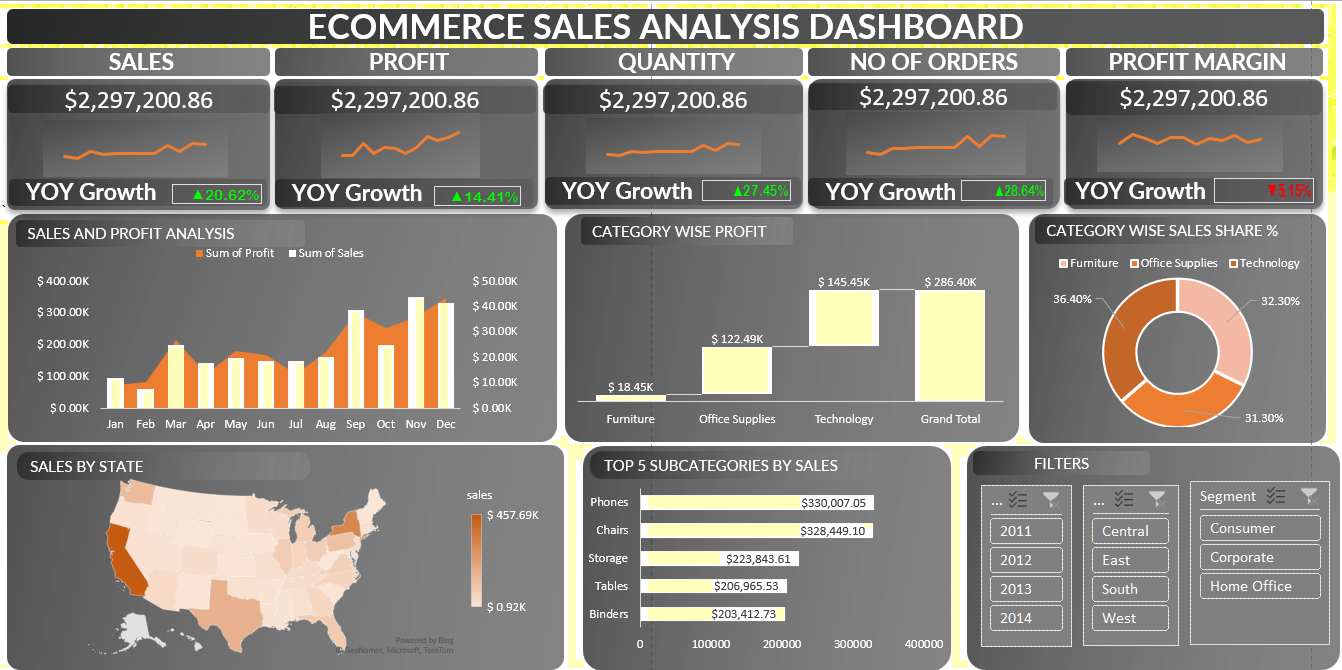 ECOMMERCE SALES ANALYSIS DASHBOARD
SALES
PROFIT
QUANTITY
NO OF ORDERS
PROFIT MARGIN
$2,297,200.86
$2,297,200.86
$2,297,200.86
$2,297,200.86
$2,297,200.86
YOY Growth ▲20.62%
YOY Growth ▲14.41%
YOY Growth ▲27.45%
YOY Growth ▲28.64%
YOY Growth ▼5.15%
SALES AND PROFIT ANALYSIS
Sum of Profit Sum of Sales
$ 400.00K
$ 300.00K
$ 200.00K
$ 100.00K
$ 0.00K
$ 50.00K
$ 40.00K
$ 30.00K
$ 20.00K
$ 10.00K
$ 0.00K
Jan Feb Mar Apr May Jun Jul Aug Sep Oct Nov Dec
CATEGORY WISE PROFIT
$ 18.45K
$ 122.49K
$ 145.45K
$ 286.40K
Furniture Office Supplies Technology Grand Total
CATEGORY WISE SALES SHARE %
Furniture Office Supplies Technology
36.40%
32.30%
31.30%
SALES BY STATE
sales
$ 457.69K
$ 0.92K
Powered by Bing
© GeoNames, Microsoft, TomTom
TOP 5 SUBCATEGORIES BY SALES
Phones $330,007.05
Chairs $328,449.10
Storage $223,843.61
Tables $206,965.53
Binders $203,412.73
0 100000 200000 300000 400000
FILTERS
...
2011
2012
2013
2014
...
Central
East
South
West
Segment
Consumer
Corporate
Home Office